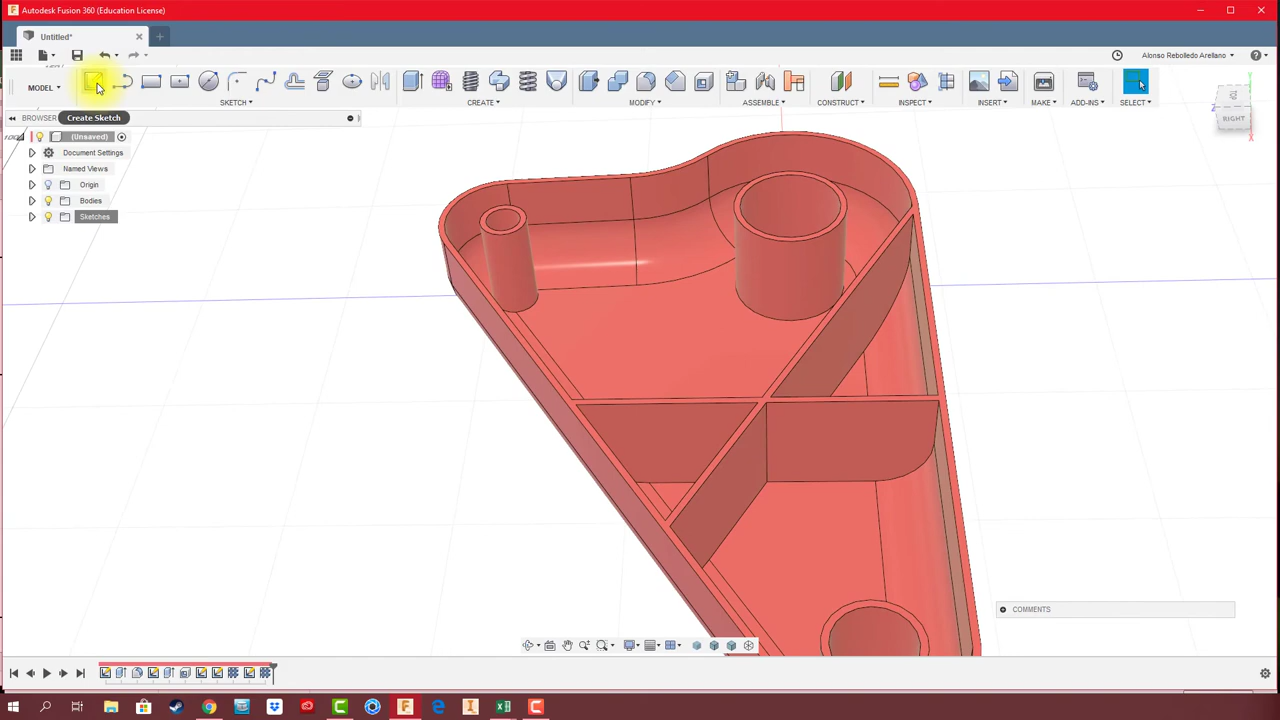 Autodesk Fusion 360 (Education License)
Untitled*
Alonso Rebolledo Arellano
MODEL
SKETCH
CREATE
MODIFY
ASSEMBLE
CONSTRUCT
INSPECT
INSERT
MAKE
ADD-INS
SELECT
BROWSER
Create Sketch
RIGHT
(Unsaved)
Document Settings
Named Views
Origin
Bodies
Sketches
COMMENTS